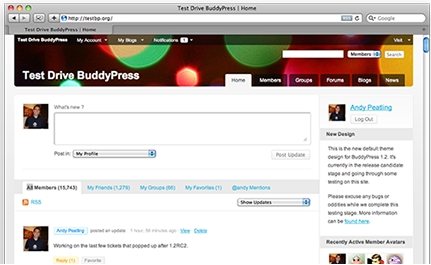 Test Drive BuddyPress | Home
http://testbp.org/
Google
Test Drive BuddyPress | Home
Test Drive BuddyPress My Account My Blogs Notifications 1 Visit
Members Search
Test Drive BuddyPress
Home Members Groups Forums Blogs News
What's new ?
Post in: My Profile Post Update
Andy Peatling
Log Out
New Design
This is the new default theme
design for BuddyPress 1.2. It's
currently in the release candidate
stage and going through some
testing on this site.
Please excuse any bugs or
oddities while we complete this
testing stage. More information
can be found here.
Recently Active Member Avatars
All Members (15,743) My Friends (1,279) My Groups (66) My Favorites (1) @andy Mentions
RSS Show Updates
Andy Peatling posted an update: 1 hour, 56 minutes ago View Delete
Working on the last few tickets that popped up after 1.2RC2.
Reply (1) Favorite